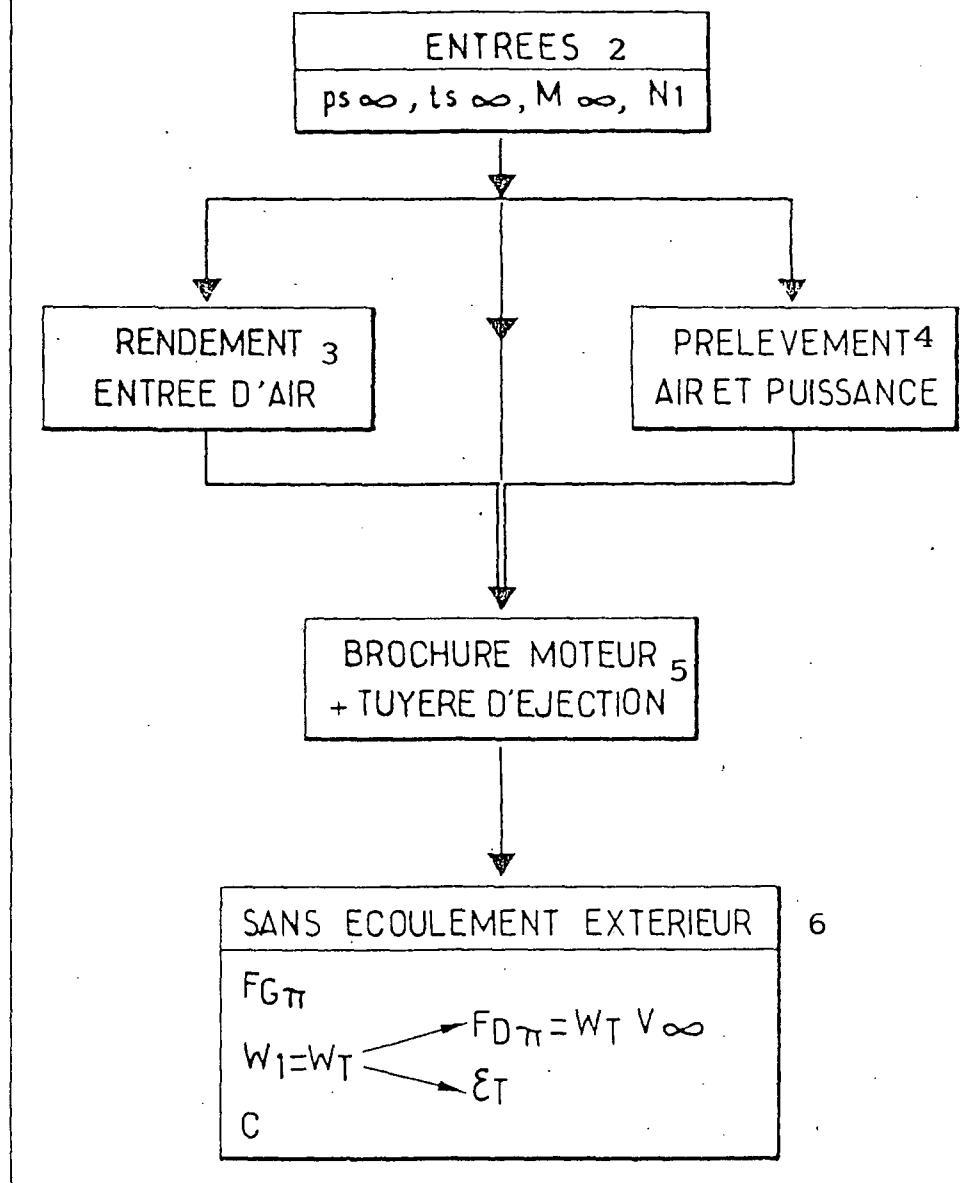 ENTREES 2
ps∞, ts∞, M∞, N1
RENDEMENT 3
ENTREE D'AIR
PRELEVEMENT 4
AIR ET PUISSANCE
BROCHURE MOTEUR 5
+ TUYERE D'EJECTION
SANS ECOULEMENT EXTERIEUR 6
FGπ
FDπ = WT V∞
W1=WT
ƐT
C